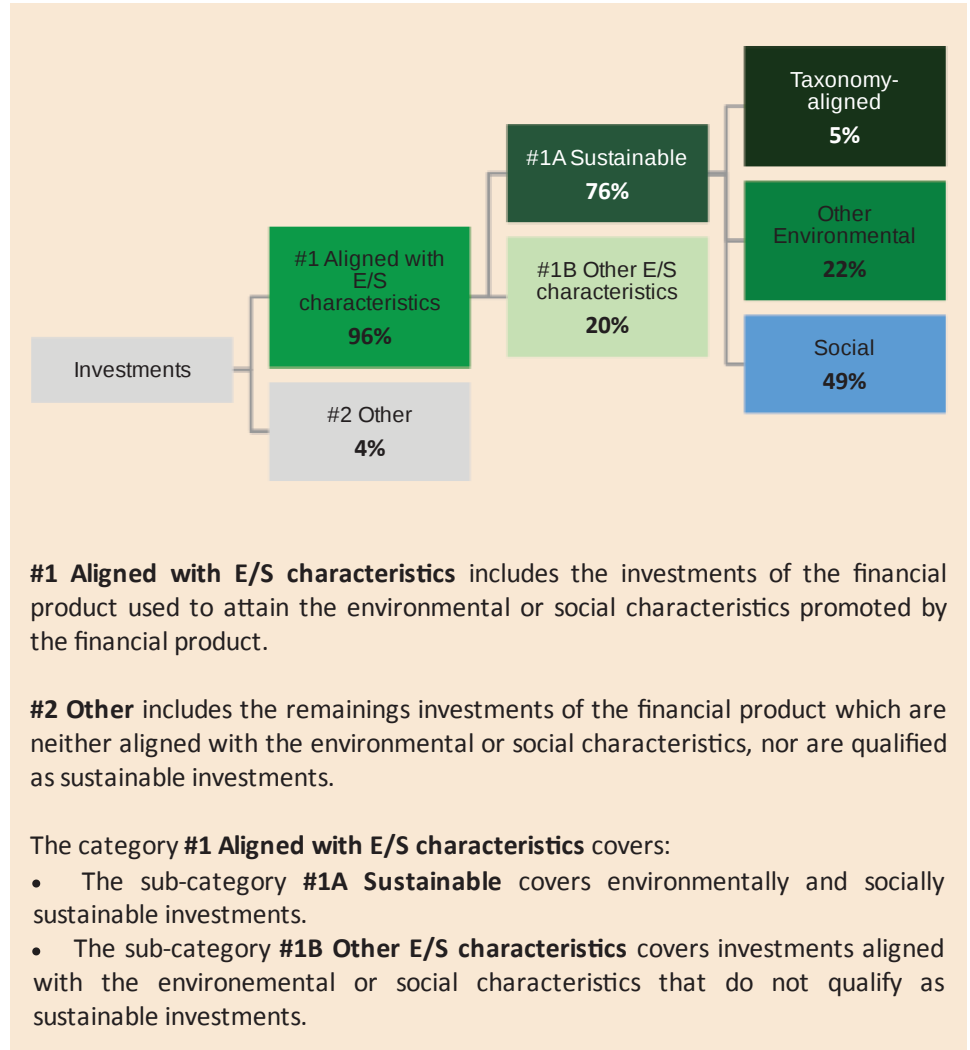 Taxonomy-
aligned
5%
#1A Sustainable
76%
Other
Environmental
22%
#1 Aligned with
E/S
characteristics
96%
#1B Other E/S
characteristics
20%
Social
49%
Investments
#2 Other
4%
#1 Aligned with E/S characteristics includes the investments of the financial
product used to attain the environmental or social characteristics promoted by
the financial product.
#2 Other includes the remainings investments of the financial product which are
neither aligned with the environmental or social characteristics, nor are qualified
as sustainable investments.
The category #1 Aligned with E/S characteristics covers:
• The sub-category #1A Sustainable covers environmentally and socially
sustainable investments.
• The sub-category #1B Other E/S characteristics covers investments aligned
with the environemental or social characteristics that do not qualify as
sustainable investments.